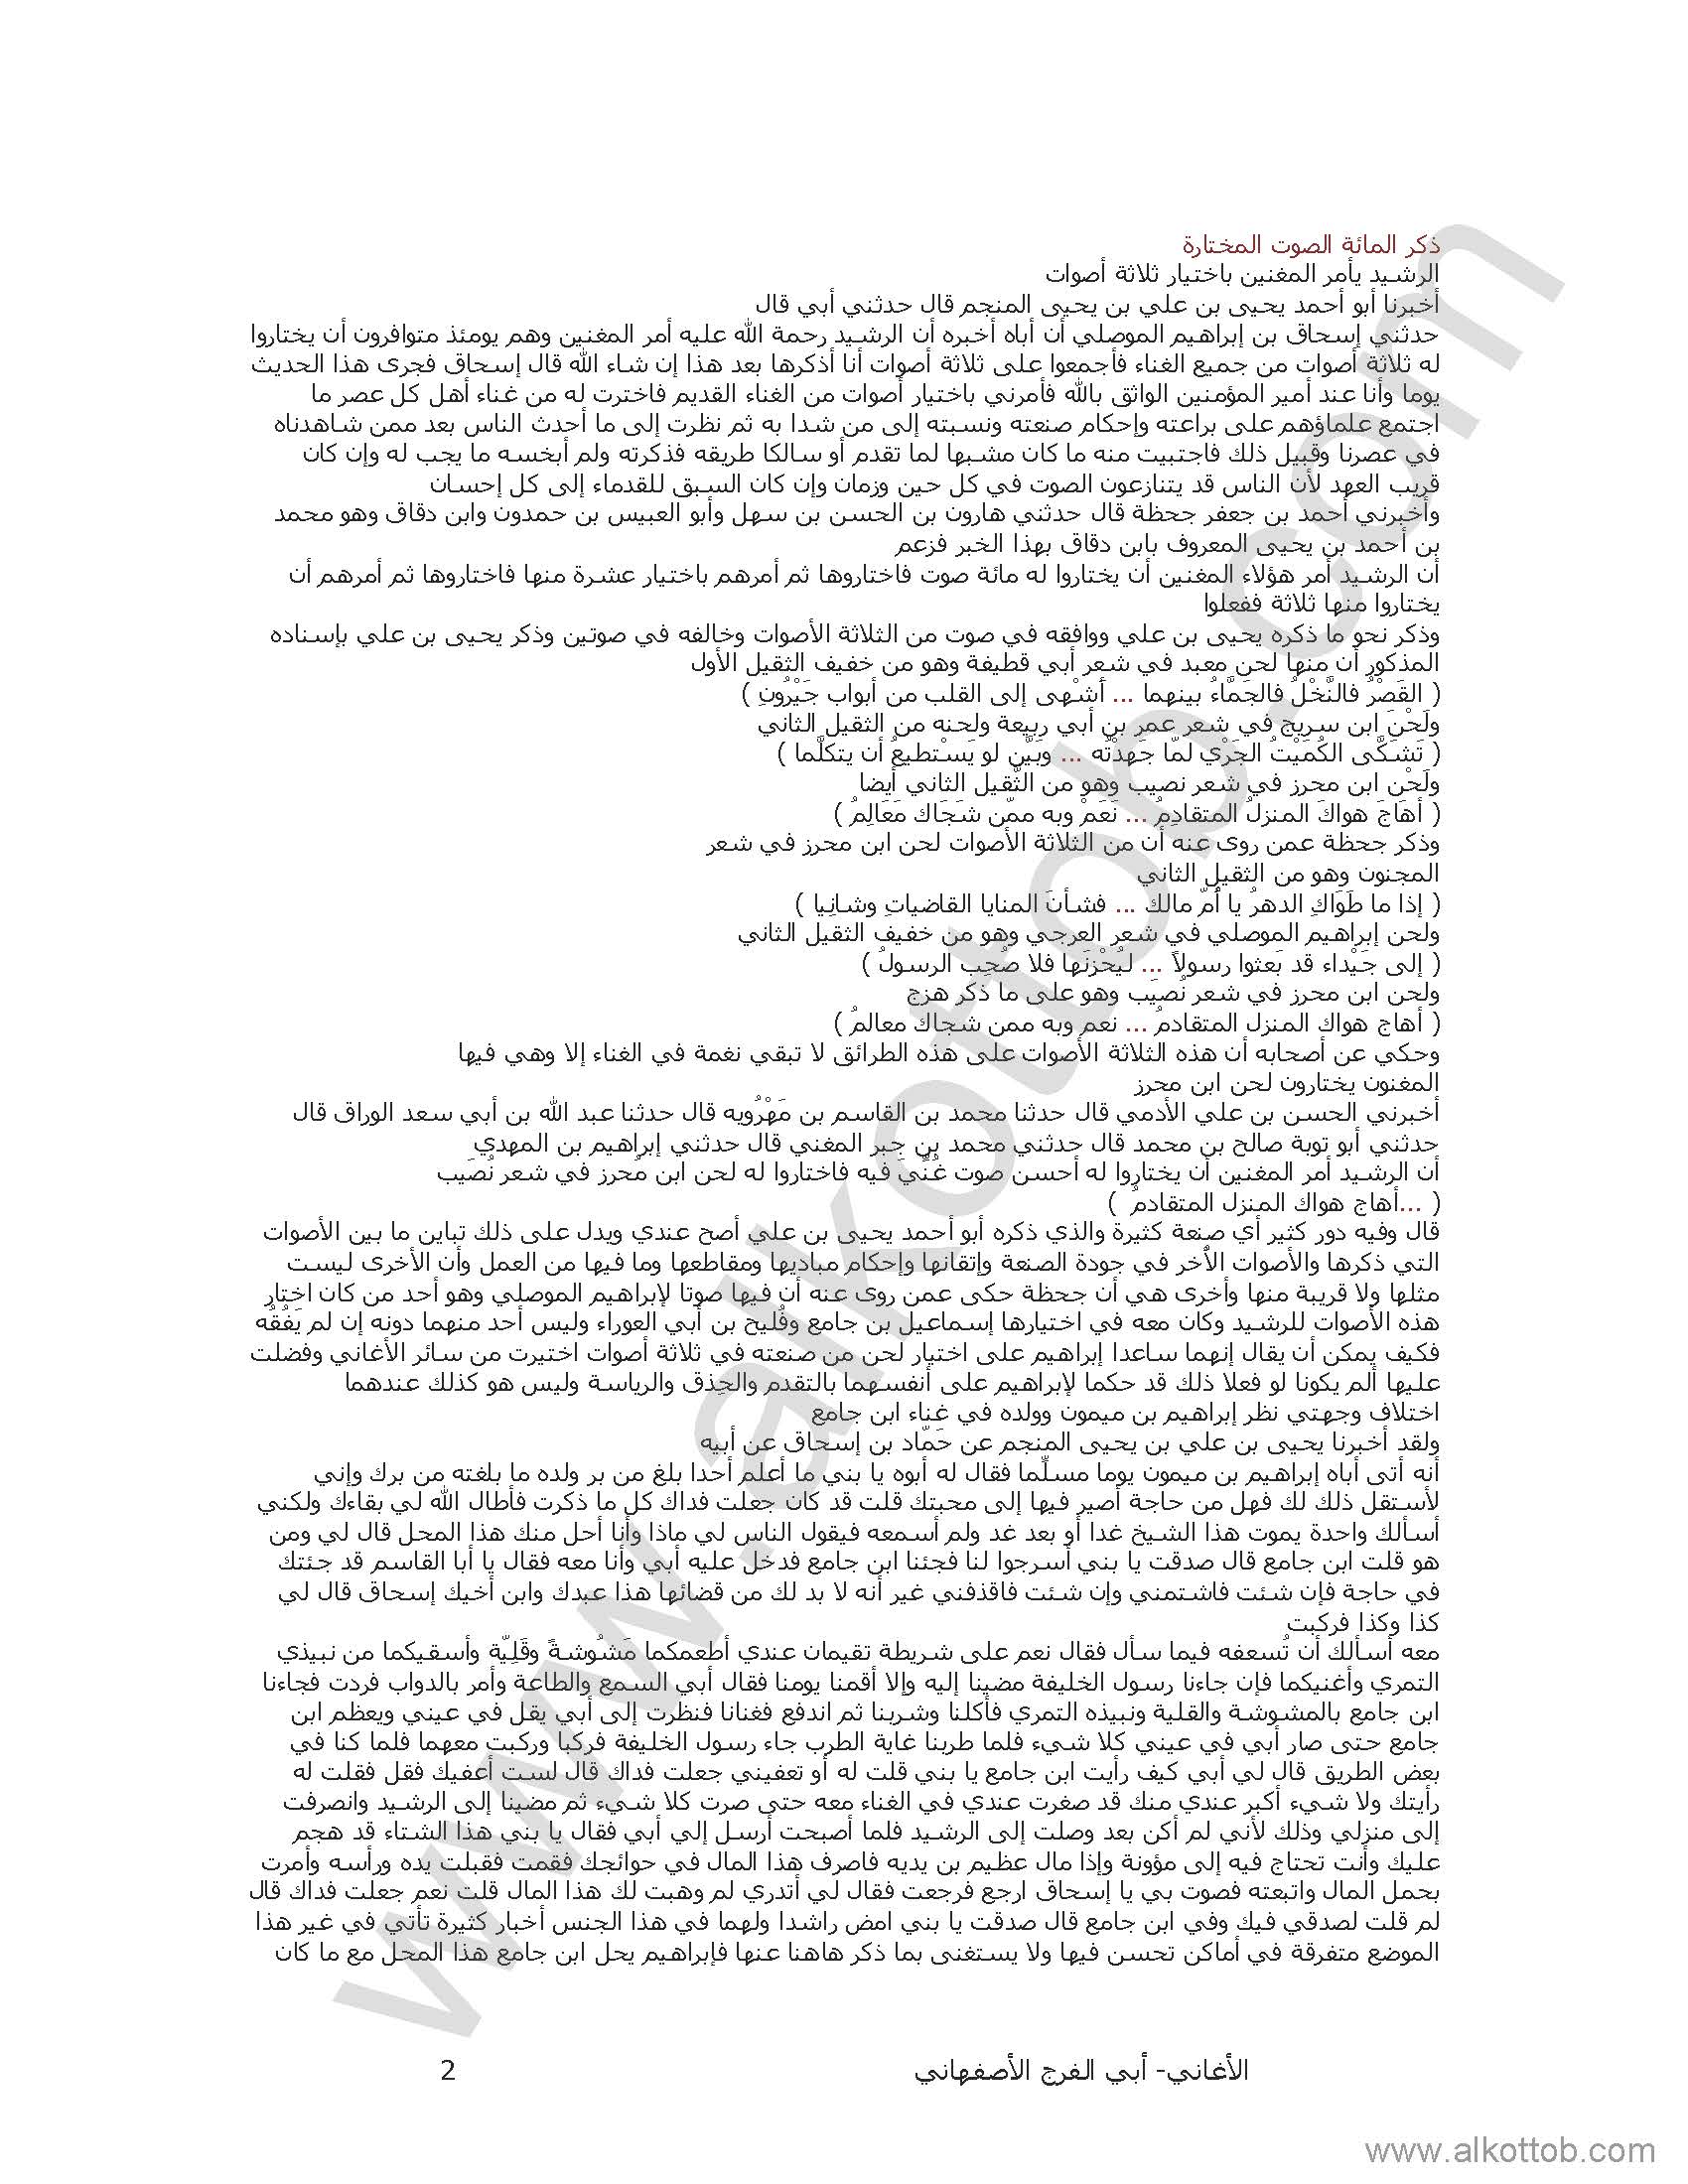 ذكر المائة الصوت المختارة
الرشيد يأمر المغنين باختيار ثلاثة أصوات
أخبرنا أبو أحمد يحيى بن علي بن يحيى المنجم قال حدثني أبي قال
حدثني إسحاق بن إبراهيم الموصلي أن أباه أخبره أن الرشيد رحمة الله عليه أمر المغنين وهم يومئذ متوافرون أن يختاروا
له ثلاثة أصوات من جميع الغناء فأجمعوا على ثلاثة أصوات أنا أذكرها بعد هذا إن شاء الله قال إسحاق فجرى هذا الحديث
يوما وأنا عند أمير المؤمنين الواثق بالله فأمرني باختيار أصوات من الغناء القديم فاخترت له من غناء أهل كل عصر ما
اجتمع علماؤهم على براعته وإحكام صنعته ونسبته إلى من شدا به ثم نظرت إلى ما أحدث الناس بعد ممن شاهدناه
في عصرنا وقبيل ذلك فاجتبيت منه ما كان مشبها لما تقدم أو سالكا طريقه فذكرته ولم أبخسه ما يجب له وإن كان
قريب العهد لأن الناس قد يتنازعون الصوت في كل حين وزمان وإن كان السبق للقدماء إلى كل إحسان
وأخبرني أحمد بن جعفر جحظة قال حدثني هارون بن الحسن بن سهل وأبو العبيس بن حمدون وابن دقاق وهو محمد
بن أحمد بن يحيى المعروف بابن دقاق بهذا الخبر فزعم
أن الرشيد أمر هؤلاء المغنين أن يختاروا له مائة صوت فاختاروها ثم أمرهم باختيار عشرة منها فاختاروها ثم أمرهم أن
يختاروا منها ثلاثة ففعلوا
وذكر نحو ما ذكره يحيى بن علي ووافقه في صوت من الثلاثة الأصوات وخالفه في صوتين وذكر يحيى بن علي بإسناده
المذكور أن منها لحن معبد في شعر أبي قطيفة وهو من خفيف الثقيل الأول
( القَصْرُ فالنَّخْلُ فالجَمَّاءُ بينهما ... أَشْهى إلى القلب من أبواب جَيْرُونِ )
ولَحْنَ ابن سريج في شعر عمر بن أبي ربيعة ولحنه من الثقيل الثاني
( تَشكَّى الكُمَيْتُ الجَرْي لمّا جَهدْتُه ... وبَيَّن لو يَسْتطيعُ أن يتكلَّما )
ولَحْن ابن محرز في شعر نصيب وهو من الثَّقيل الثاني أيضا
( أهَاجَ هواكَ المنزلُ المتقادِمُ ... نَعَمْ وبه ممّن شَجَاك مَعَالِمُ )
وذكر جحظة عمن روى عنه أن من الثلاثة الأصوات لحن ابن محرز في شعر
المجنون وهو من الثقيل الثاني
( إذا ما طَوَاكِ الدهرُ يا أُمّ مالك ... فشأنَ المنايا القاضياتِ وشانِيا )
ولحن إبراهيم الموصلي في شعر العرجي وهو من خفيف الثقيل الثاني
( إلى جَيْداء قد بَعثوا رسولاً ... ليُحْزِنَها فلا صُحِب الرسولُ )
ولحن ابن محرز في شعر نُصيَب وهو على ما ذكر هزج
( أهاج هواك المنزل المتقادمُ ... نعم وبه ممن شجاك معالمُ )
وحكي عن أصحابه أن هذه الثلاثة الأصوات على هذه الطرائق لا تبقي نغمة في الغناء إلا وهي فيها
المغنون يختارون لحن ابن محرز
أخبرني الحسن بن علي الأدمي قال حدثنا محمد بن القاسم بن مَهْرُويه قال حدثنا عبد الله بن أبي سعد الوراق قال
حدثني أبو توبة صالح بن محمد قال حدثني محمد بن جبر المغني قال حدثني إبراهيم بن المهدي
أن الرشيد أمر المغنين أن يختاروا له أحسن صوت غُنِّيَ فيه فاختاروا له لحن ابن مُحرز في شعر نُصَيب
( ...أهاج هواك المنزل المتقادمُ )
قال وفيه دور كثير أي صنعة كثيرة والذي ذكره أبو أحمد يحيى بن علي أصح عندي ويدل على ذلك تباين ما بين الأصوات
التي ذكرها والأصوات الأُخر في جودة الصنعة وإتقانها وإحكام مباديها ومقاطعها وما فيها من العمل وأن الأخرى ليست
مثلها ولا قريبة منها وأخرى هي أن جحظة حكى عمن روى عنه أن فيها صوتا لإبراهيم الموصلي وهو أحد من كان اختار
هذه الأصوات للرشيد وكان معه في اختيارها إسماعيل بن جامع وفُليح بن أبي العوراء وليس أحد منهما دونه إن لم يَفُقْه
فكيف يمكن أن يقال إنهما ساعدا إبراهيم على اختيار لحن من صنعته في ثلاثة أصوات اختيرت من سائر الأغاني وفضلت
عليها ألم يكونا لو فعلا ذلك قد حكما لإبراهيم على أنفسهما بالتقدم والحِذق والرياسة وليس هو كذلك عندهما
اختلاف وجهتي نظر إبراهيم بن ميمون وولده في غناء ابن جامع
ولقد أخبرنا يحيى بن علي بن يحيى المنجم عن حَمّاد بن إسحاق عن أبيه
أنه أتى أباه إبراهيم بن ميمون يوما مسلِّما فقال له أبوه يا بني ما أعلم أحدا بلغ من بر ولده ما بلغته من برك وإني
لأستقل ذلك لك فهل من حاجة أصير فيها إلى محبتك قلت قد كان جعلت فداك كل ما ذكرت فأطال الله لي بقاءك ولكني
أسألك واحدة يموت هذا الشيخ غدا أو بعد غد ولم أسمعه فيقول الناس لي ماذا وأنا أحل منك هذا المحل قال لي ومن
هو قلت ابن جامع قال صدقت يا بني أسرجوا لنا فجئنا ابن جامع فدخل عليه أبي وأنا معه فقال يا أبا القاسم قد جئتك
في حاجة فإن شئت فاشتمني وإن شئت فاقذفني غير أنه لا بد لك من قضائها هذا عبدك وابن أخيك إسحاق قال لي
كذا وكذا فركبت
معه أسألك أن تُسعفه فيما سأل فقال نعم على شريطة تقيمان عندي أطعمكما مَشُوشةً وقَلِيّة وأسقيكما من نبيذي
التمري وأغنيكما فإن جاءنا رسول الخليفة مضينا إليه وإلا أقمنا يومنا فقال أبي السمع والطاعة وأمر بالدواب فردت فجاءنا
ابن جامع بالمشوشة والقلية ونبيذه التمري فأكلنا وشربنا ثم اندفع فغنانا فنظرت إلى أبي يقل في عيني ويعظم ابن
جامع حتى صار أبي في عيني كلا شيء فلما طربنا غاية الطرب جاء رسول الخليفة فركبا وركبت معهما فلما كنا في
بعض الطريق قال لي أبي كيف رأيت ابن جامع يا بني قلت له أو تعفيني جعلت فداك قال لست أعفيك فقل فقلت له
رأيتك ولا شيء أكبر عندي منك قد صغرت عندي في الغناء معه حتى صرت كلا شيء ثم مضينا إلى الرشيد وانصرفت
إلى منزلي وذلك لأني لم أكن بعد وصلت إلى الرشيد فلما أصبحت أرسل إلي أبي فقال يا بني هذا الشتاء قد هجم
عليك وأنت تحتاج فيه إلى مؤونة وإذا مال عظيم بن يديه فاصرف هذا المال في حوائجك فقمت فقبلت يده ورأسه وأمرت
بحمل المال واتبعته فصوت بي يا إسحاق ارجع فرجعت فقال لي أتدري لم وهبت لك هذا المال قلت نعم جعلت فداك قال
لم قلت لصدقي فيك وفي ابن جامع قال صدقت يا بني امض راشدا ولهما في هذا الجنس أخبار كثيرة تأتي في غير هذا
الموضع متفرقة في أماكن تحسن فيها ولا يستغنى بما ذكر هاهنا عنها فإبراهيم يحل ابن جامع هذا المحل مع ما كان
الأغاني- أبي الفرج الأصفهاني 2
www.alkottob.com
www.alkottob.com